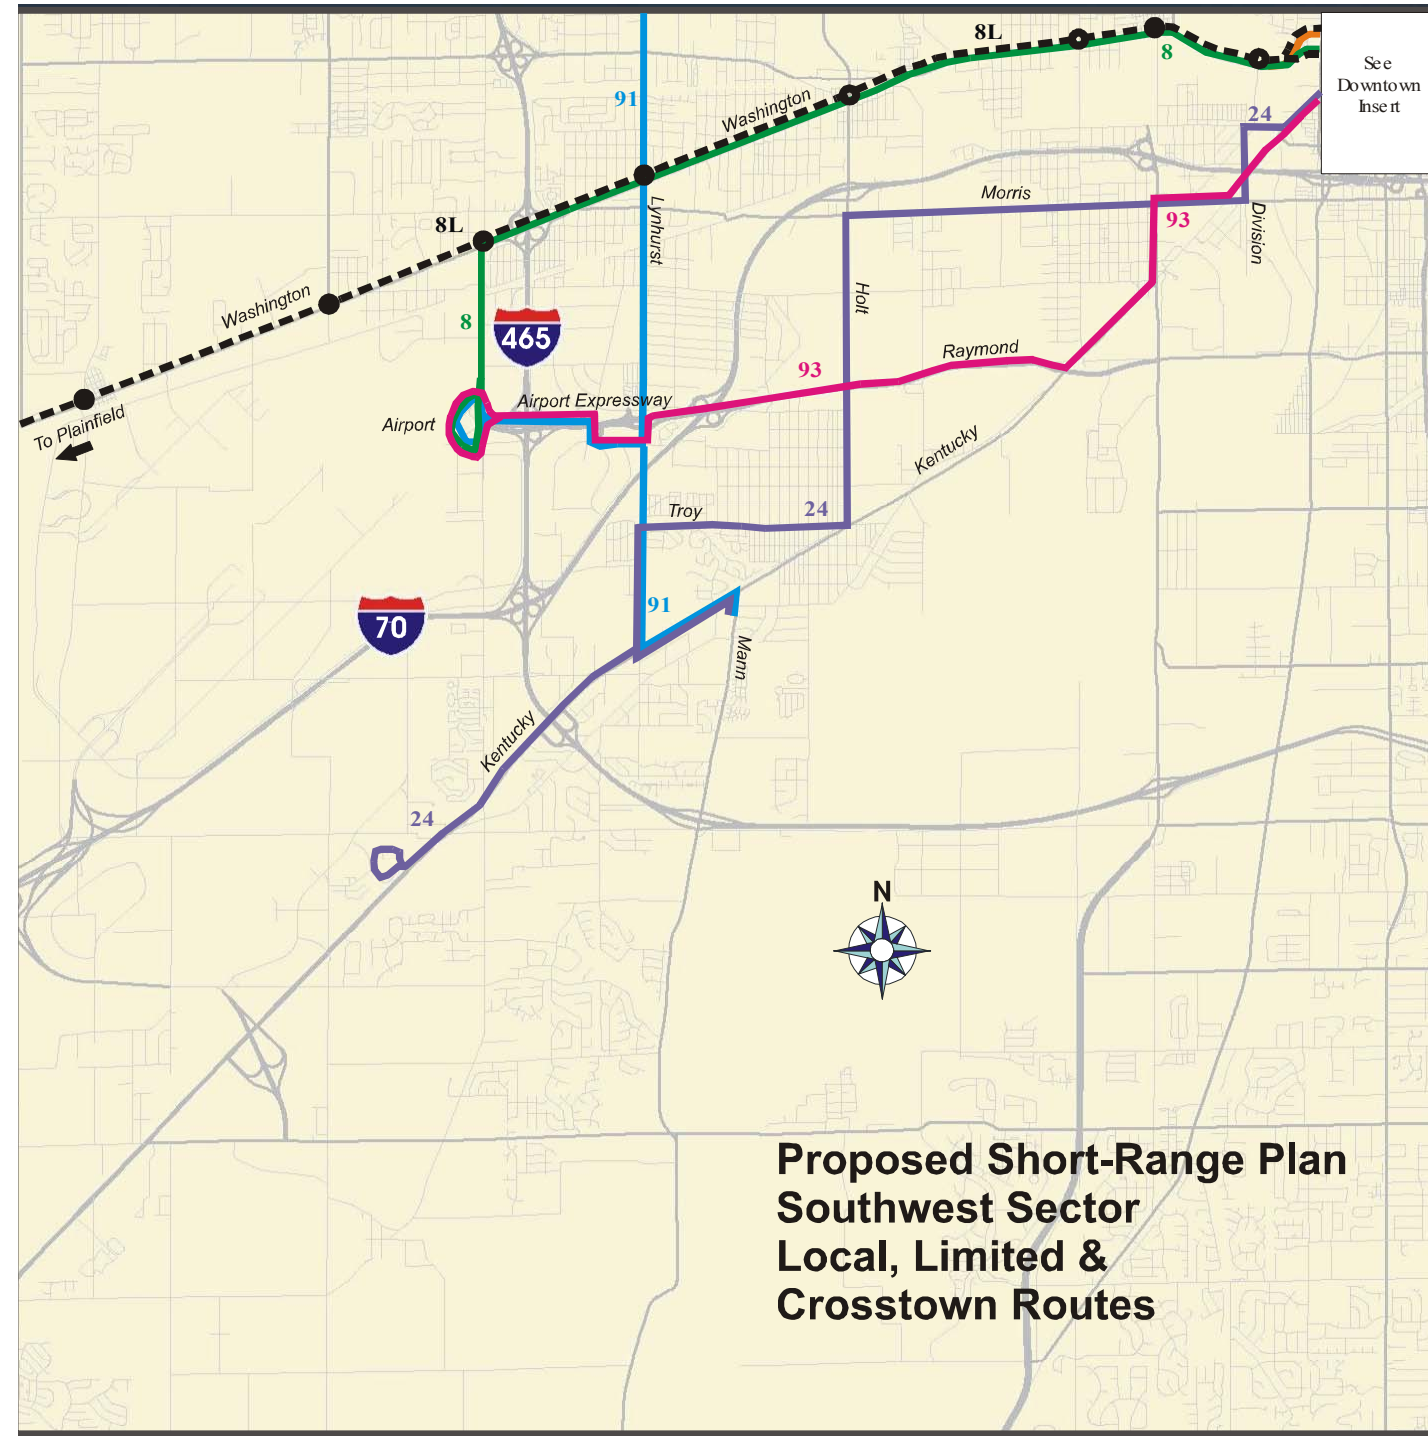 8L
8
See
Downtown
Insert
91
Washington
24
Morris
Lynhurst
93
Division
8L
Washington
8
465
Holt
Raymond
93
Airport Expressway
Airport
To Plainfield
Kentucky
Troy
24
91
70
Mann
Kentucky
24
N
Proposed Short-Range Plan
Southwest Sector
Local, Limited &
Crosstown Routes